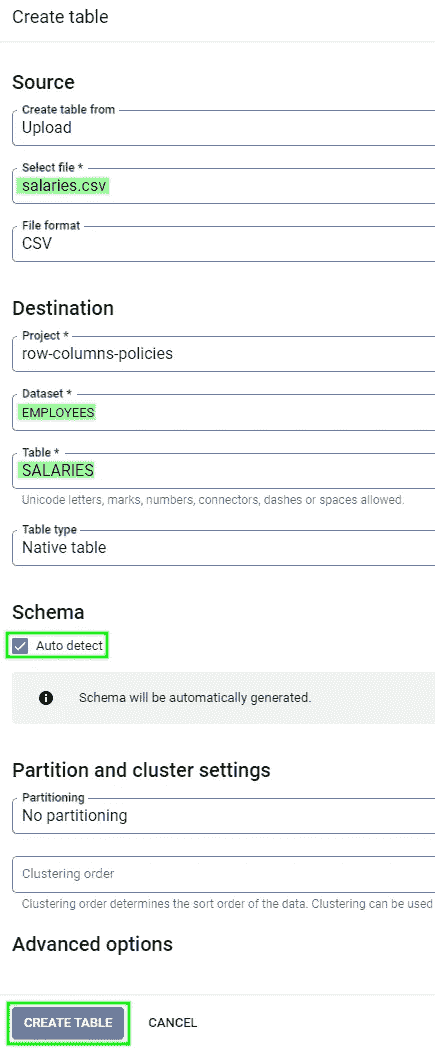 Create table
Source
Create table from
Upload
Select file *
salaries.csv
File format
CSV
Destination
Project *
row-columns-policies
Dataset *
EMPLOYEES
Table *
SALARIES
Unicode letters, marks, numbers, connectors, dashes or spaces allowed.
Table type
Native table
Schema
Auto detect
Schema will be automatically generated.
Partition and cluster settings
Partitioning
No partitioning
Clustering order
Clustering order determines the sort order of the data. Clustering can be used
Advanced options
CREATE TABLE CANCEL